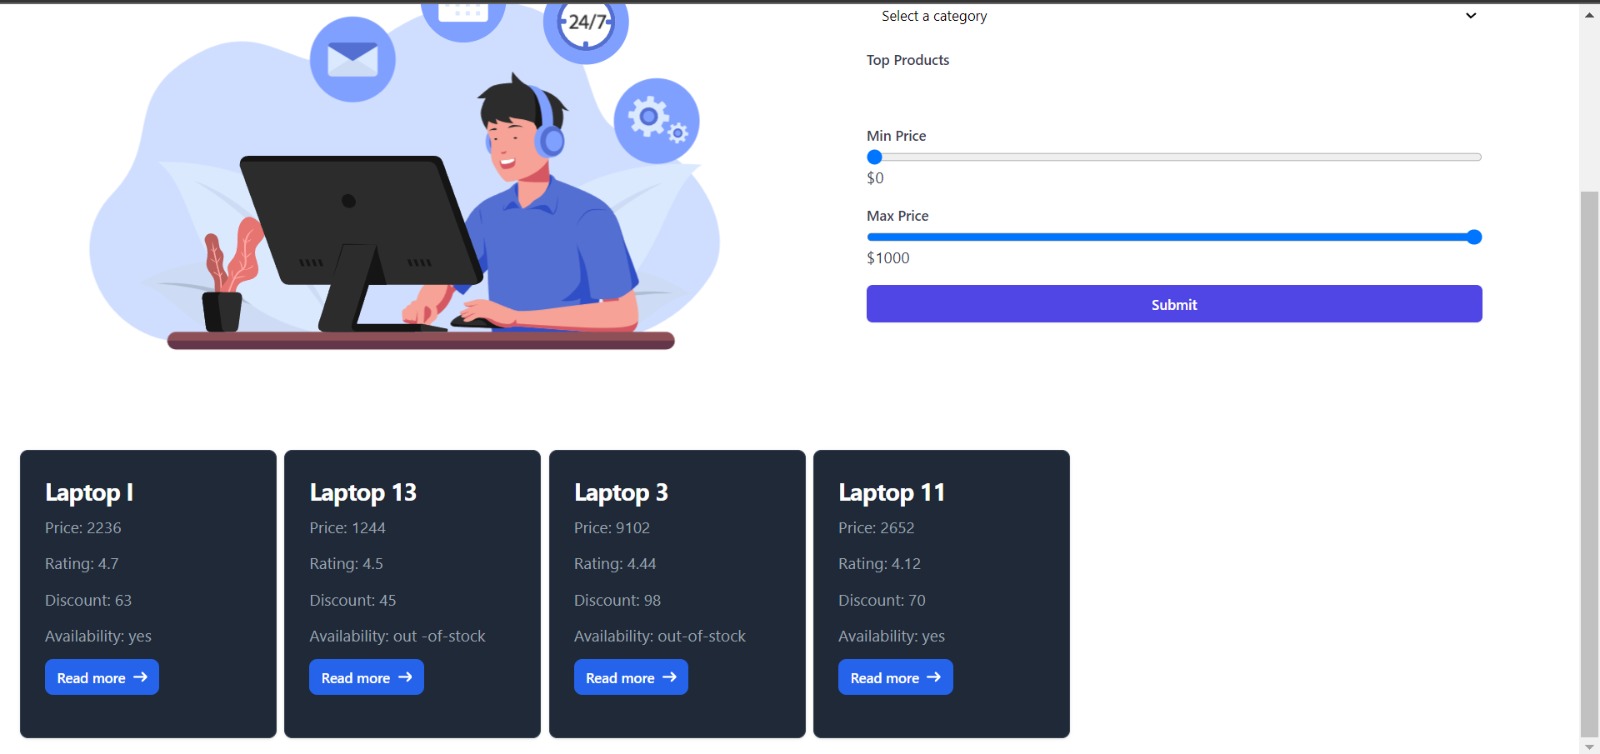 24/7
Select a category
Top Products
Min Price
$0
Max Price
$1000
Submit
Laptop l
Price: 2236
Rating: 4.7
Discount: 63
Availability: yes
Read more →
Laptop 13
Price: 1244
Rating: 4.5
Discount: 45
Availability: out -of-stock
Read more →
Laptop 3
Price: 9102
Rating: 4.44
Discount: 98
Availability: out-of-stock
Read more →
Laptop 11
Price: 2652
Rating: 4.12
Discount: 70
Availability: yes
Read more →